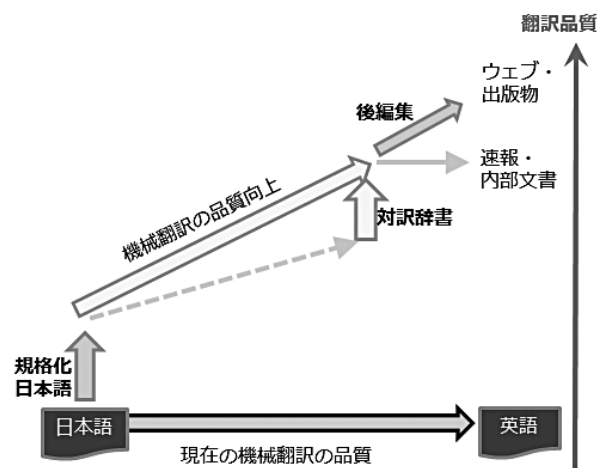 翻訳品質
ウェブ・
出版物
後編集
速報・
内部文書
機械翻訳の品質向上
対訳辞書
規格化
日本語
日本語
英語
現在の機械翻訳の品質